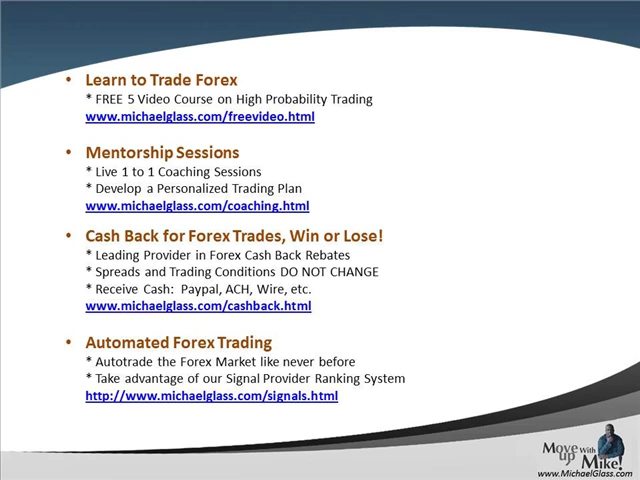 • Learn to Trade Forex
* FREE 5 Video Course on High Probability Trading
www.michaelglass.com/freevideo.html
• Mentorship Sessions
* Live 1 to 1 Coaching Sessions
* Develop a Personalized Trading Plan
www.michaelglass.com/coaching.html
• Cash Back for Forex Trades, Win or Lose!
* Leading Provider in Forex Cash Back Rebates
* Spreads and Trading Conditions DO NOT CHANGE
* Receive Cash: Paypal, ACH, Wire, etc.
www.michaelglass.com/cashback.html
• Automated Forex Trading
* Autotrade the Forex Market like never before
* Take advantage of our Signal Provider Ranking System
http://www.michaelglass.com/signals.html
Move With
up Mike!
www.MichaelGlass.com